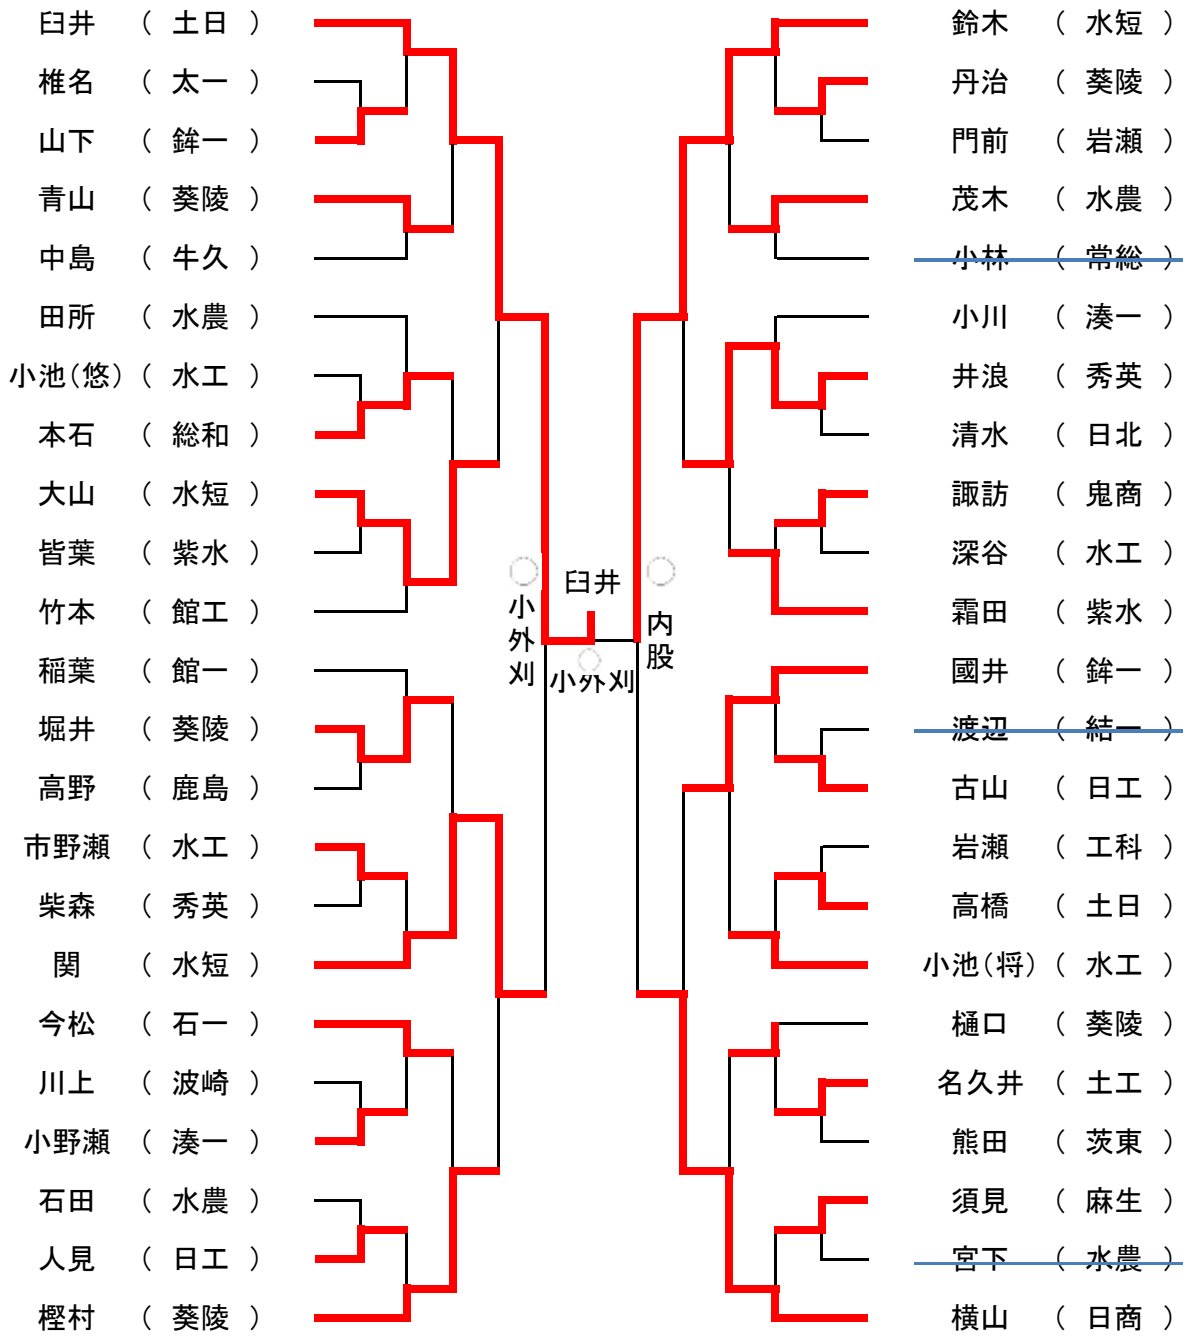 臼井 （ 土日 ）
椎名 （ 太一 ）
山下 （ 鉾一 ）
青山 （ 葵陵 ）
中島 （ 牛久 ）
田所 （ 水農 ）
小池（悠） （ 水工 ）
本石 （ 総和 ）
大山 （ 水短 ）
皆葉 （ 紫水 ）
竹本 （ 館工 ）
稲葉 （ 館一 ）
堀井 （ 葵陵 ）
高野 （ 鹿島 ）
市野瀬 （ 水工 ）
柴森 （ 秀英 ）
関 （ 水短 ）
今松 （ 石一 ）
川上 （ 波崎 ）
小野瀬 （ 湊一 ）
石田 （ 水農 ）
人見 （ 日工 ）
樫村 （ 葵陵 ）
小外刈
臼井
小外刈
内股
鈴木 （ 水短 ）
丹治 （ 葵陵 ）
門前 （ 岩瀬 ）
茂木 （ 水農 ）
小林 （ 常総 ）
小川 （ 湊一 ）
井浪 （ 秀英 ）
清水 （ 日北 ）
諏訪 （ 鬼商 ）
深谷 （ 水工 ）
霜田 （ 紫水 ）
國井 （ 鉾一 ）
渡辺 （ 結一 ）
古山 （ 日工 ）
岩瀬 （ 工科 ）
高橋 （ 土日 ）
小池（将） （ 水工 ）
樋口 （ 葵陵 ）
名久井 （ 土工 ）
熊田 （ 茨東 ）
須見 （ 麻生 ）
宮下 （ 水農 ）
横山 （ 日商 ）